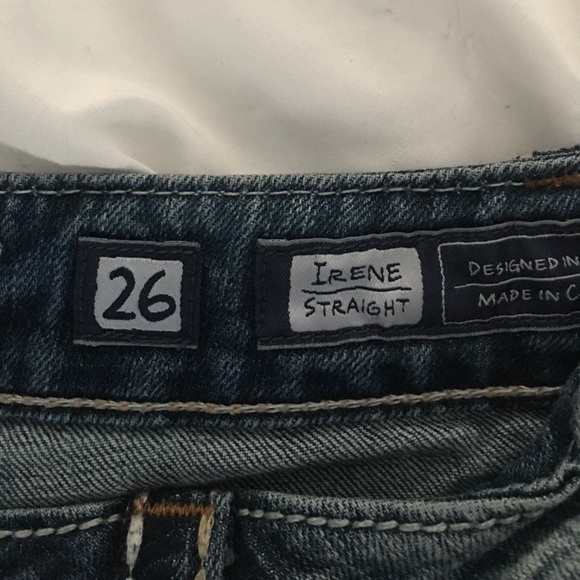 26
IRENE
STRAIGHT
DESIGNED IN
MADE IN